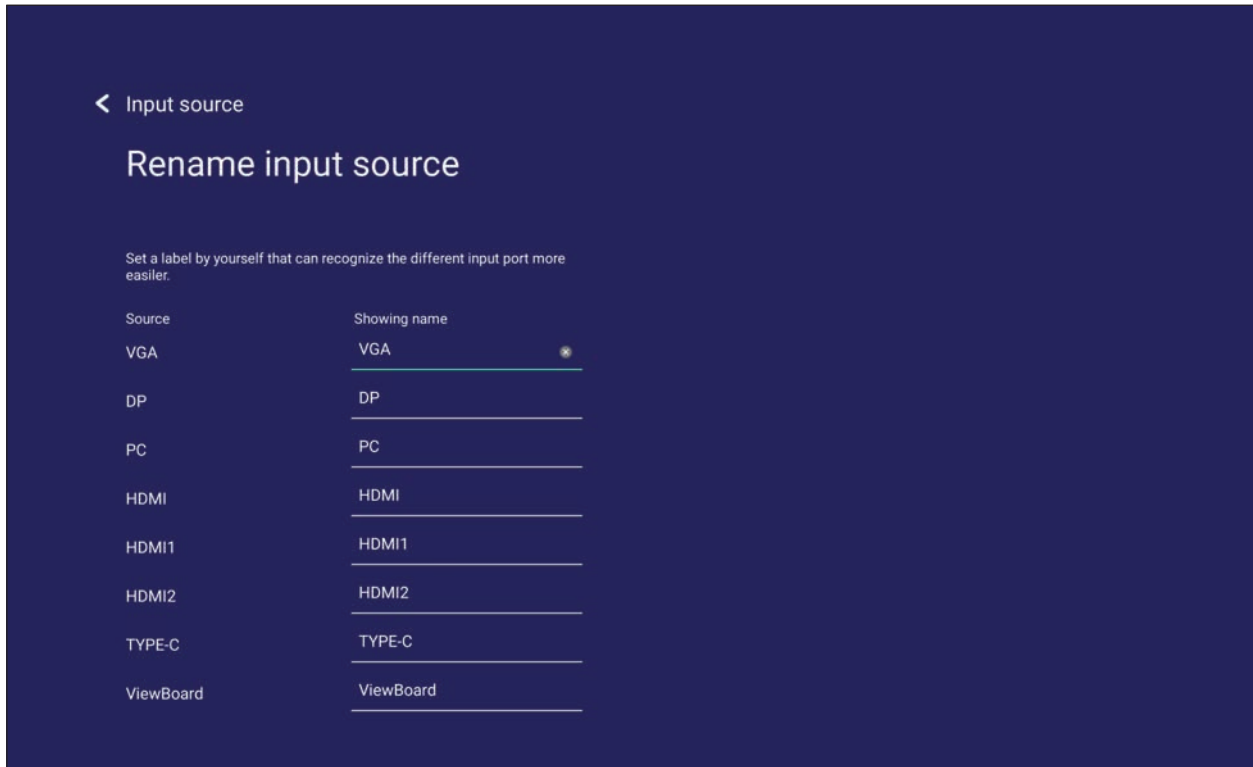 Input source
Rename input source
Set a label by yourself that can recognize the different input port more
easiler.
Source Showing name
VGA VGA
DP DP
PC PC
HDMI HDMI
HDMI1 HDMI1
HDMI2 HDMI2
TYPE-C TYPE-C
ViewBoard ViewBoard